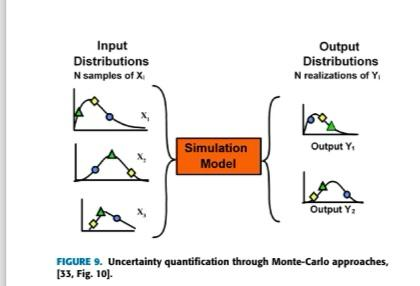 Input
Distributions
N samples of Xᵢ
Output
Distributions
N realizations of Yᵢ
X₁
X₂
X₃
Simulation
Model
Output Y₁
Output Y₂
FIGURE 9. Uncertainty quantification through Monte-Carlo approaches,
[33, Fig. 10].